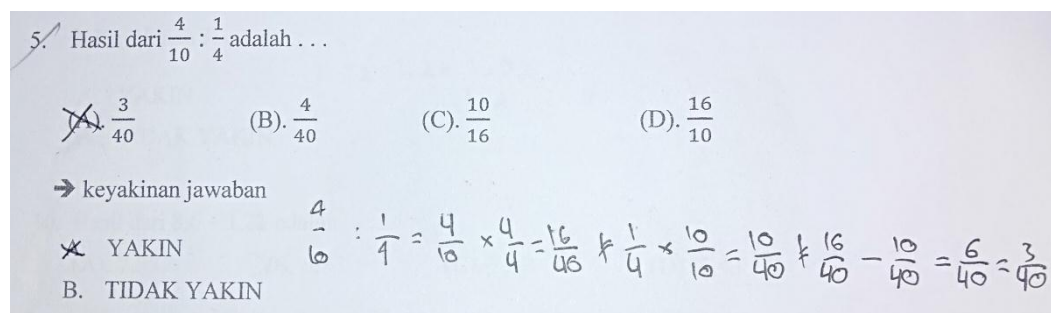 5. Hasil dari 4/10 : 1/4 adalah . . .
(A). 3/40 (B). 4/40 (C). 10/16 (D). 16/10
➔ keyakinan jawaban
YAKIN
4/10 : 1/4 = 4/10 × 4/4 = 16/40 1/4 × 10/10 = 10/40 16/40 − 10/40 = 6/40 = 3/40
B. TIDAK YAKIN